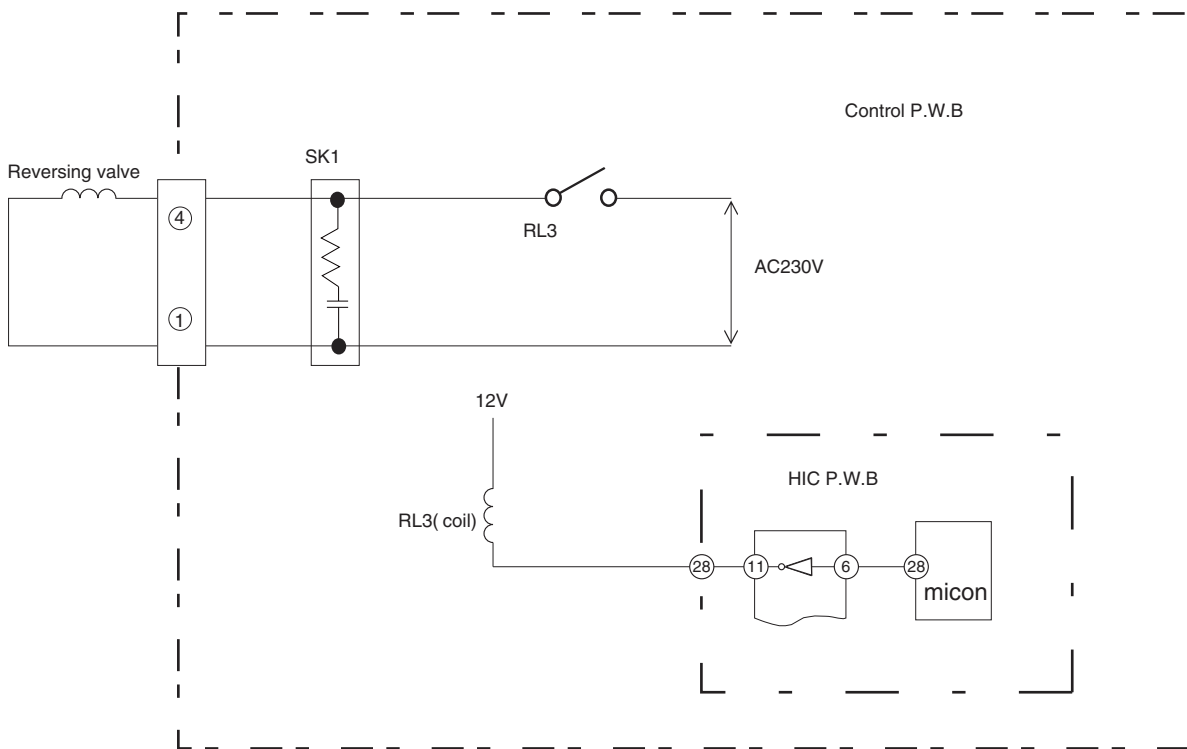 Control P.W.B
SK1
Reversing valve
4
RL3
AC230V
1
12V
HIC P.W.B
RL3( coil)
28
11
6
28
micon